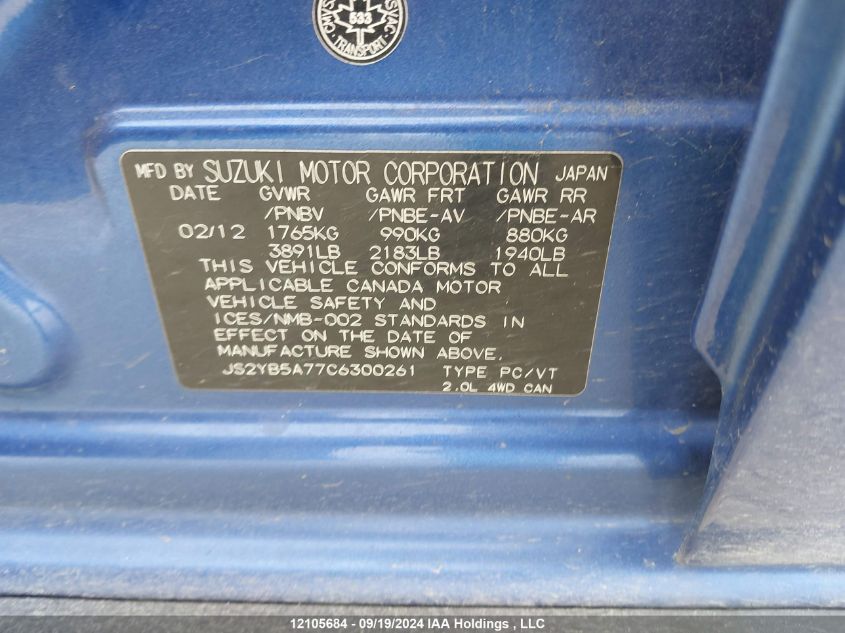 533
TRANSPORT
MFD BY SUZUKI MOTOR CORPORATION JAPAN
DATE GVWR GAWR FRT GAWR RR
/PNBV /PNBE-AV /PNBE-AR
02/12 1765KG 990KG 880KG
3891LB 2183LB 1940LB
THIS VEHICLE CONFORMS TO ALL
APPLICABLE CANADA MOTOR
VEHICLE SAFETY AND
ICES/NMB-002 STANDARDS IN
EFFECT ON THE DATE OF
MANUFACTURE SHOWN ABOVE.
JS2YB5A77C6300261 TYPE PC/VT
2.0L 4WD CAN
12105684 - 09/19/2024 IAA Holdings , LLC